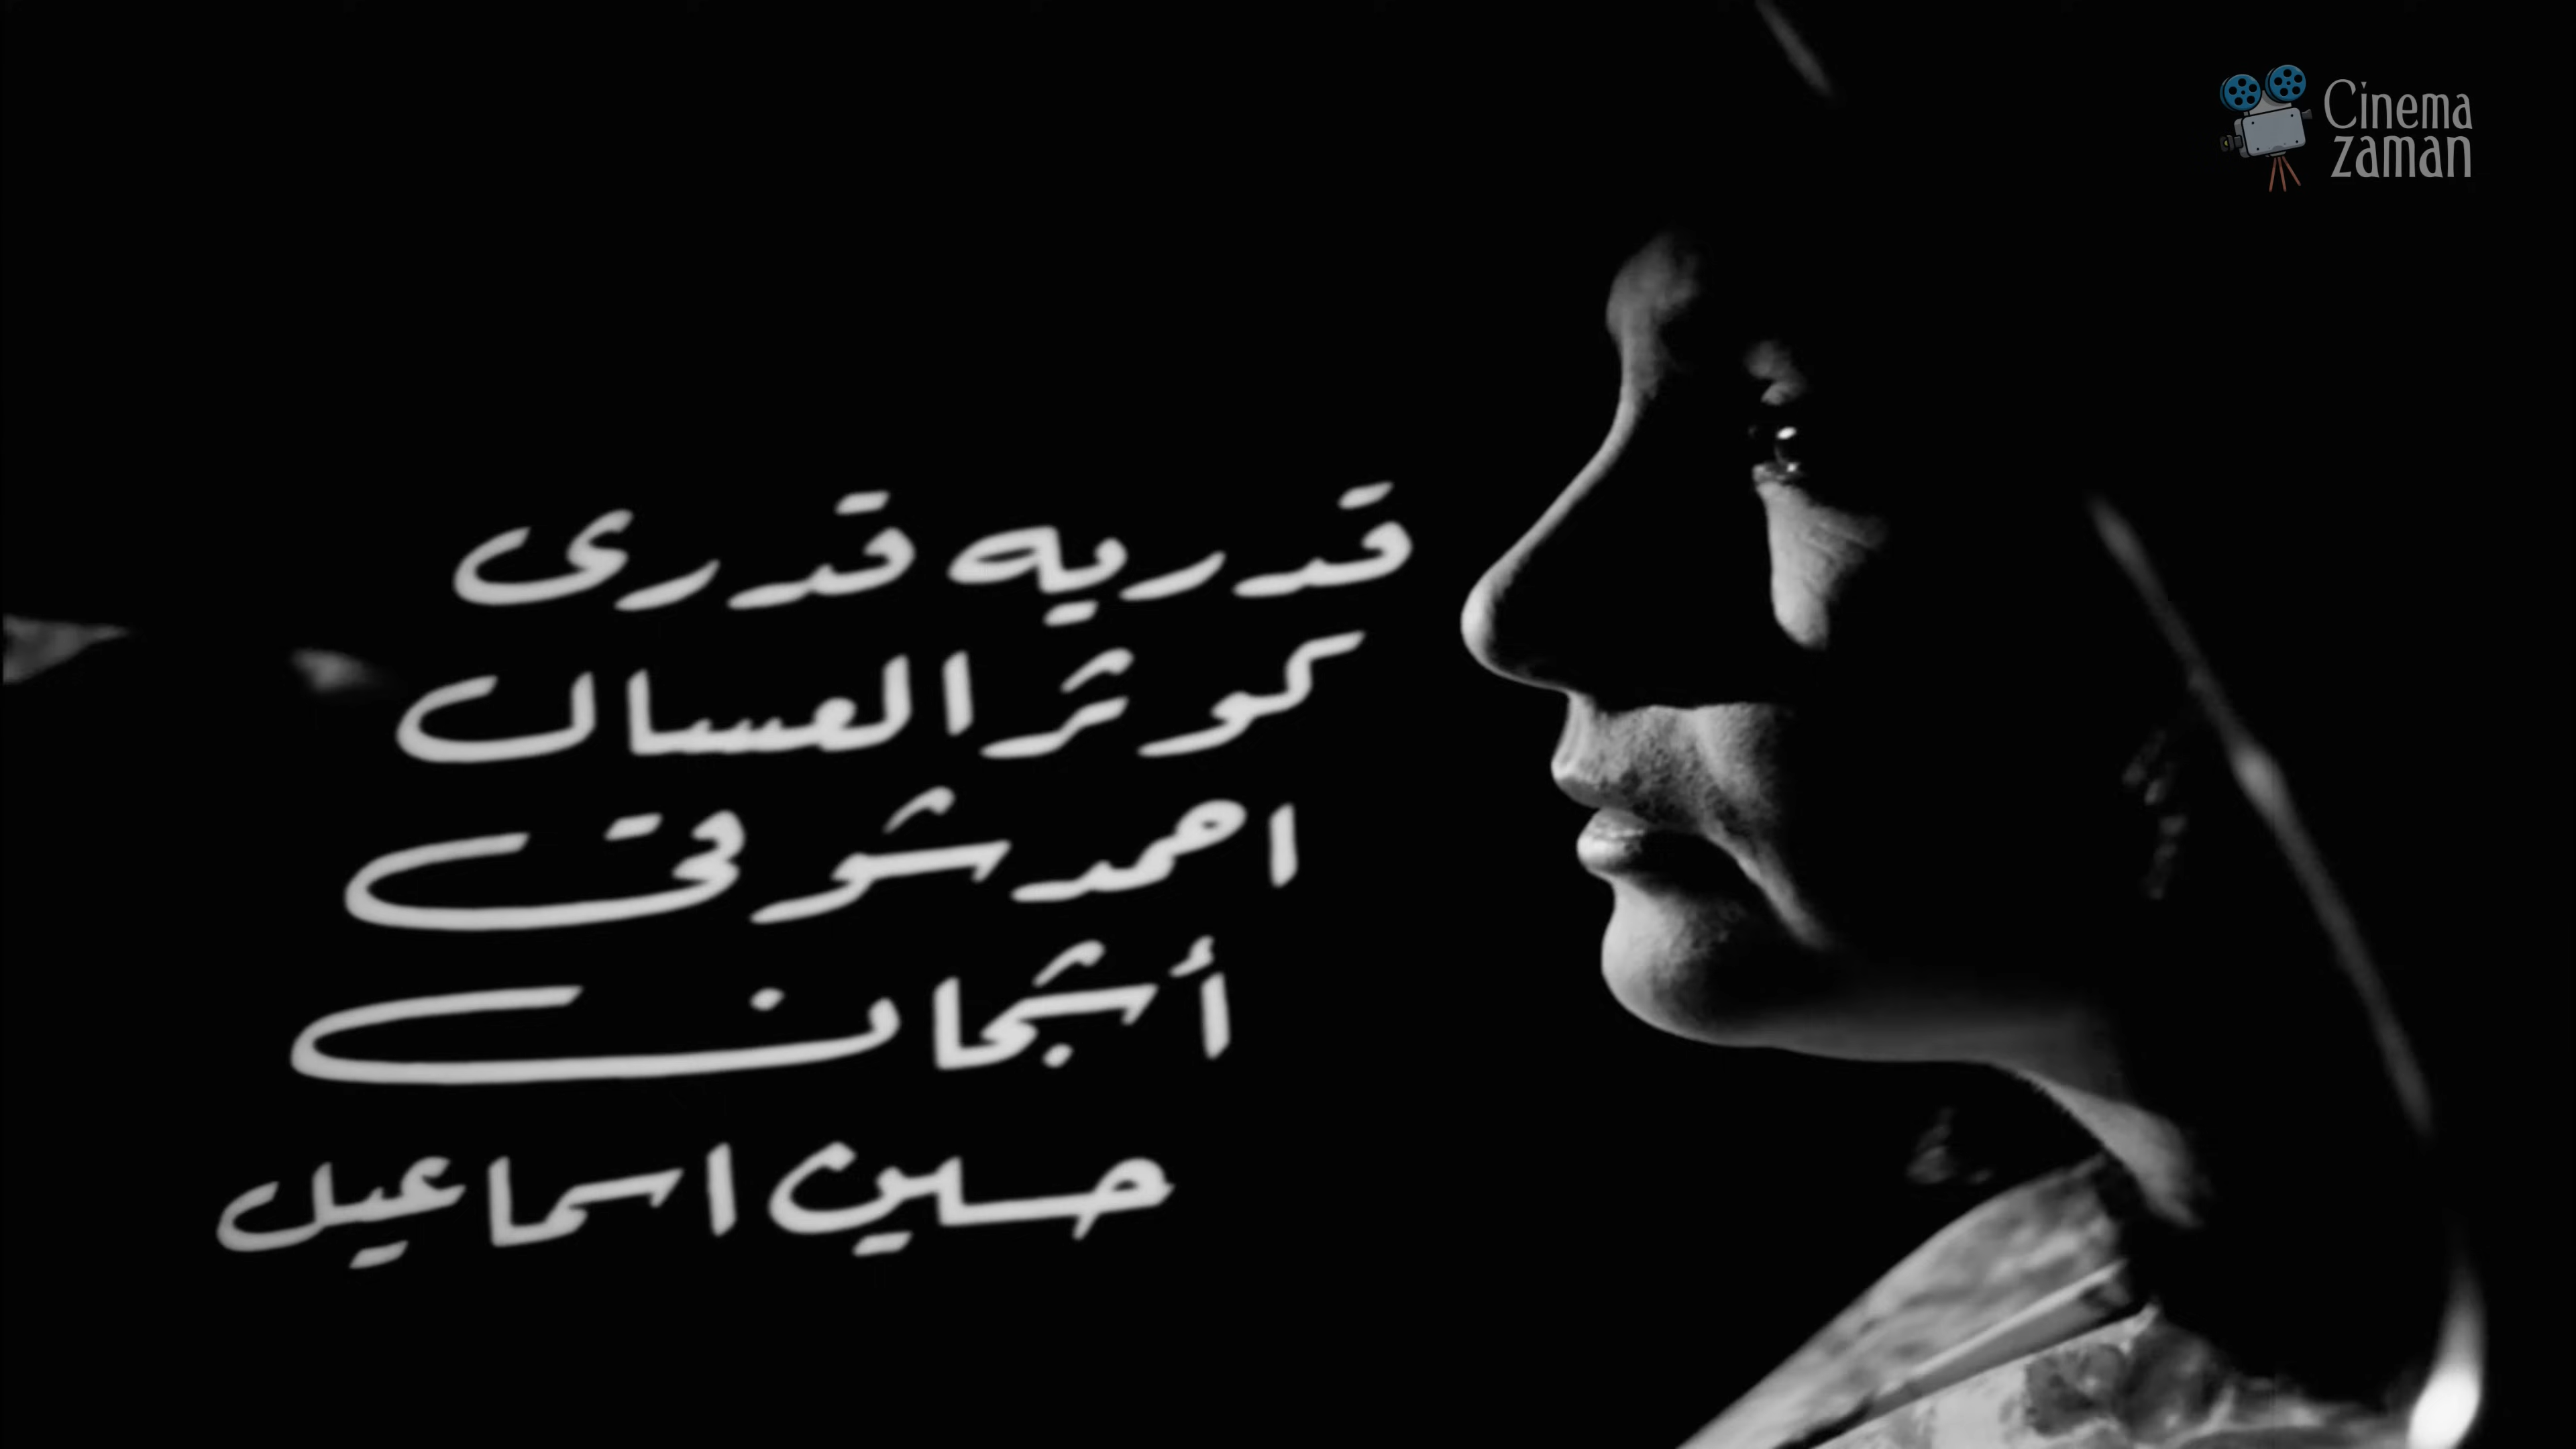 Cinema
zaman
قدريه قدرى
كوثر العسال
احمد شوقى
أشجان
حسين اسماعيل